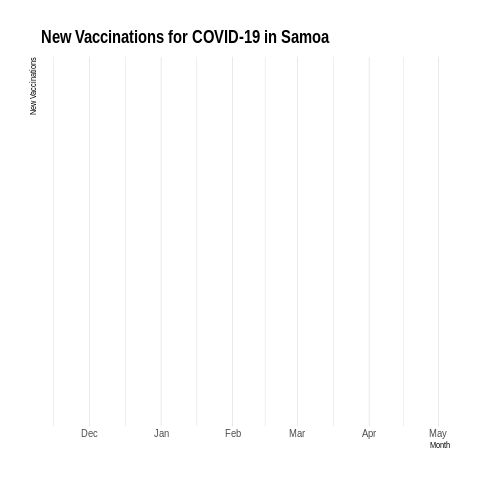 New Vaccinations for COVID-19 in Samoa
New Vaccinations
Dec Jan Feb Mar Apr May
Month